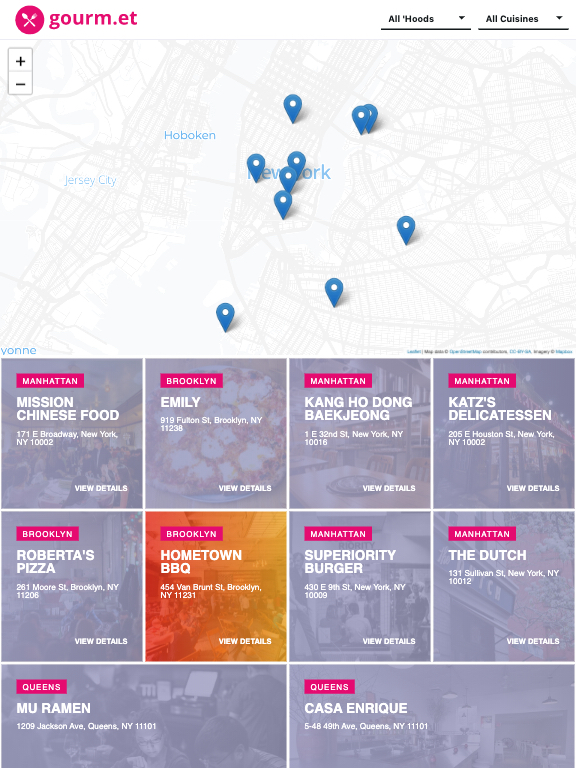 gourm.et
All 'Hoods
All Cuisines
+
−
Hoboken
New York
Jersey City
yonne
Leaflet | Map data © OpenStreetMap contributors, CC-BY-SA, Imagery © Mapbox
MANHATTAN
MISSION
CHINESE FOOD
171 E Broadway, New York,
NY 10002
VIEW DETAILS
BROOKLYN
EMILY
919 Fulton St, Brooklyn, NY
11238
VIEW DETAILS
MANHATTAN
KANG HO DONG
BAEKJEONG
1 E 32nd St, New York, NY
10016
VIEW DETAILS
MANHATTAN
KATZ'S
DELICATESSEN
205 E Houston St, New York,
NY 10002
VIEW DETAILS
BROOKLYN
ROBERTA'S
PIZZA
261 Moore St, Brooklyn, NY
11206
VIEW DETAILS
BROOKLYN
HOMETOWN
BBQ
454 Van Brunt St, Brooklyn,
NY 11231
VIEW DETAILS
MANHATTAN
SUPERIORITY
BURGER
430 E 9th St, New York, NY
10009
VIEW DETAILS
MANHATTAN
THE DUTCH
131 Sullivan St, New York, NY
10012
VIEW DETAILS
QUEENS
MU RAMEN
1209 Jackson Ave, Queens, NY 11101
QUEENS
CASA ENRIQUE
5-48 49th Ave, Queens, NY 11101